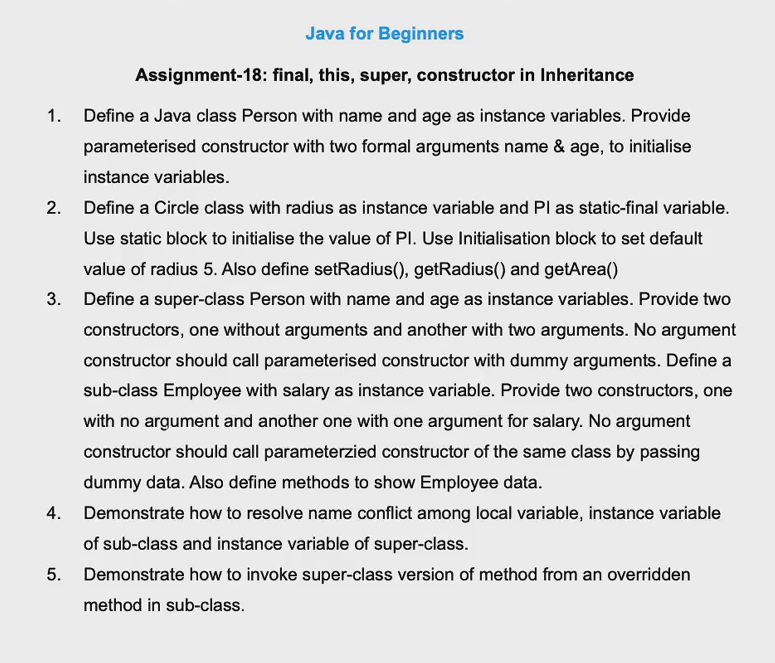 Java for Beginners
Assignment-18: final, this, super, constructor in Inheritance
1. Define a Java class Person with name and age as instance variables. Provide
parameterised constructor with two formal arguments name & age, to initialise
instance variables.
2. Define a Circle class with radius as instance variable and PI as static-final variable.
Use static block to initialise the value of PI. Use Initialisation block to set default
value of radius 5. Also define setRadius(), getRadius() and getArea()
3. Define a super-class Person with name and age as instance variables. Provide two
constructors, one without arguments and another with two arguments. No argument
constructor should call parameterised constructor with dummy arguments. Define a
sub-class Employee with salary as instance variable. Provide two constructors, one
with no argument and another one with one argument for salary. No argument
constructor should call parameterzied constructor of the same class by passing
dummy data. Also define methods to show Employee data.
4. Demonstrate how to resolve name conflict among local variable, instance variable
of sub-class and instance variable of super-class.
5. Demonstrate how to invoke super-class version of method from an overridden
method in sub-class.